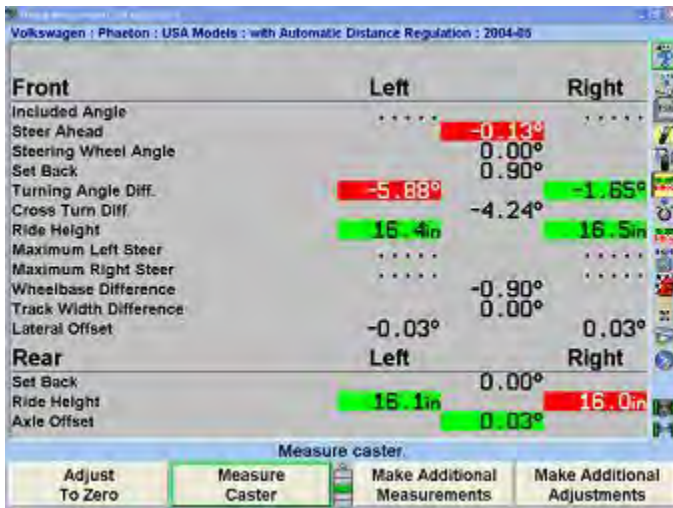 Volkswagen : Phaeton : USA Models : with Automatic Distance Regulation : 2004-05
Front Left Right
Included Angle ..... .....
Steer Ahead -0.13°
Steering Wheel Angle 0.00°
Set Back 0.90°
Turning Angle Diff. -5.88° -1.65°
Cross Turn Diff -4.24°
Ride Height 16.4in 16.5in
Maximum Left Steer ..... .....
Maximum Right Steer ..... .....
Wheelbase Difference -0.90°
Track Width Difference 0.00°
Lateral Offset -0.03° 0.03°
Rear Left Right
Set Back 0.00°
Ride Height 16.1in 16.0in
Axle Offset 0.03°
Measure caster.
Adjust To Zero
Measure Caster
Make Additional Measurements
Make Additional Adjustments